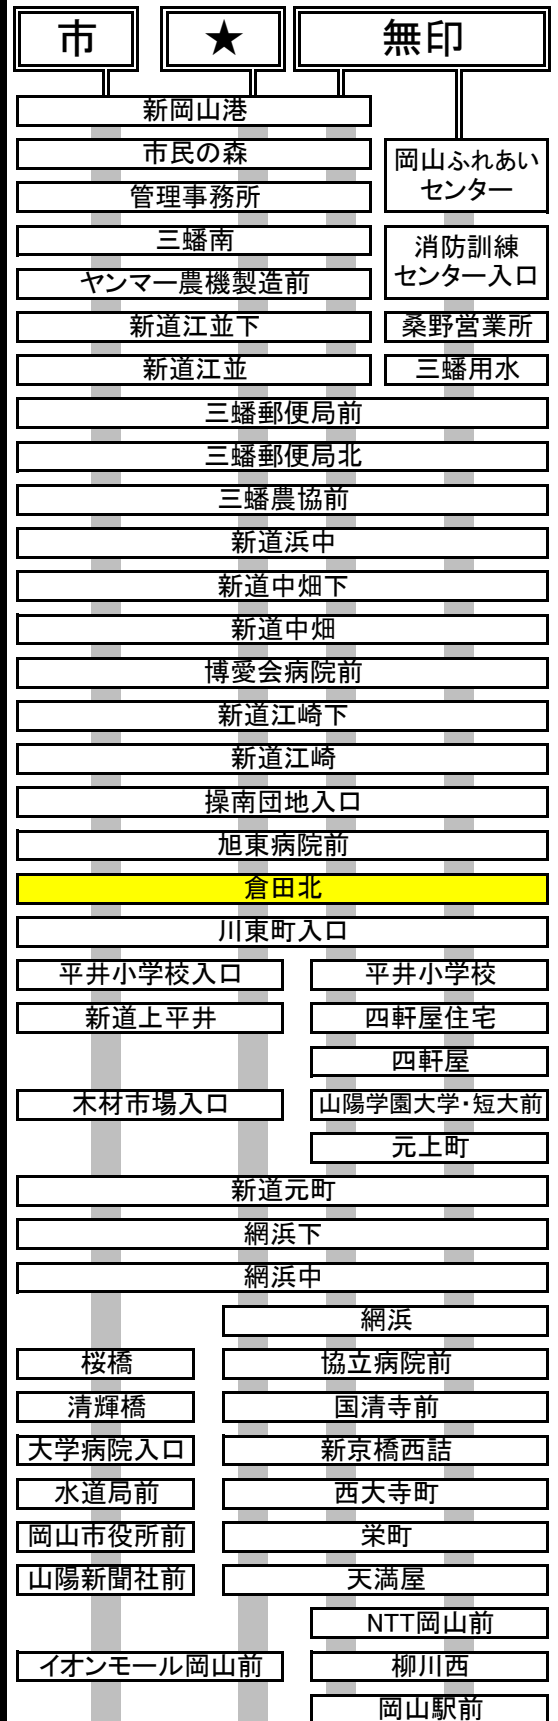 市
★
無印
新岡山港
市民の森
岡山ふれあい
センター
管理事務所
三蟠南
消防訓練
センター入口
ヤンマー農機製造前
新道江並下
桑野営業所
新道江並
三蟠用水
三蟠郵便局前
三蟠郵便局北
三蟠農協前
新道浜中
新道中畑下
新道中畑
博愛会病院前
新道江崎下
新道江崎
操南団地入口
旭東病院前
倉田北
川東町入口
平井小学校入口
平井小学校
新道上平井
四軒屋住宅
四軒屋
木材市場入口
山陽学園大学・短大前
元上町
新道元町
網浜下
網浜中
網浜
桜橋
協立病院前
清輝橋
国清寺前
大学病院入口
新京橋西詰
水道局前
西大寺町
岡山市役所前
栄町
山陽新聞社前
天満屋
NTT岡山前
イオンモール岡山前
柳川西
岡山駅前